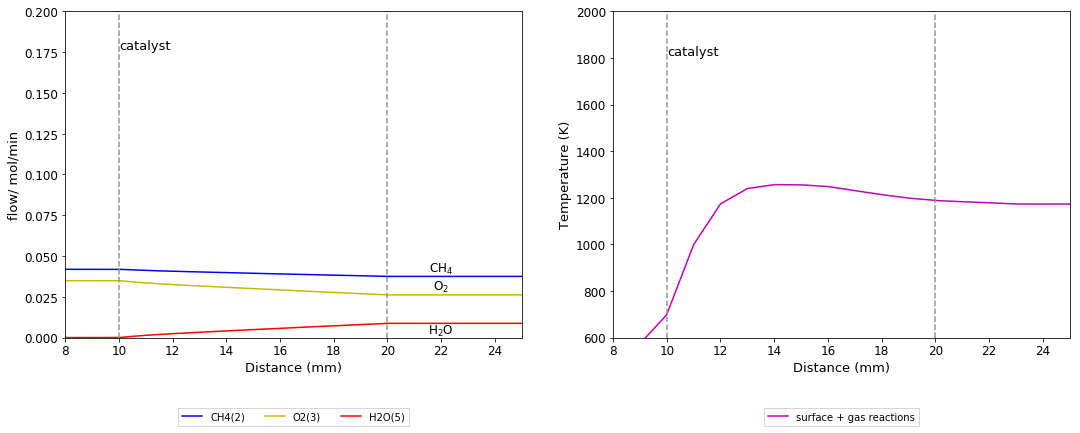 0.200
0.175
0.150
0.125
0.100
0.075
0.050
0.025
0.000
flow/ mol/min
catalyst
CH4
O2
H2O
8 10 12 14 16 18 20 22 24
Distance (mm)
CH4(2) O2(3) H2O(5)
2000
1800
1600
1400
1200
1000
800
600
Temperature (K)
catalyst
8 10 12 14 16 18 20 22 24
Distance (mm)
surface + gas reactions